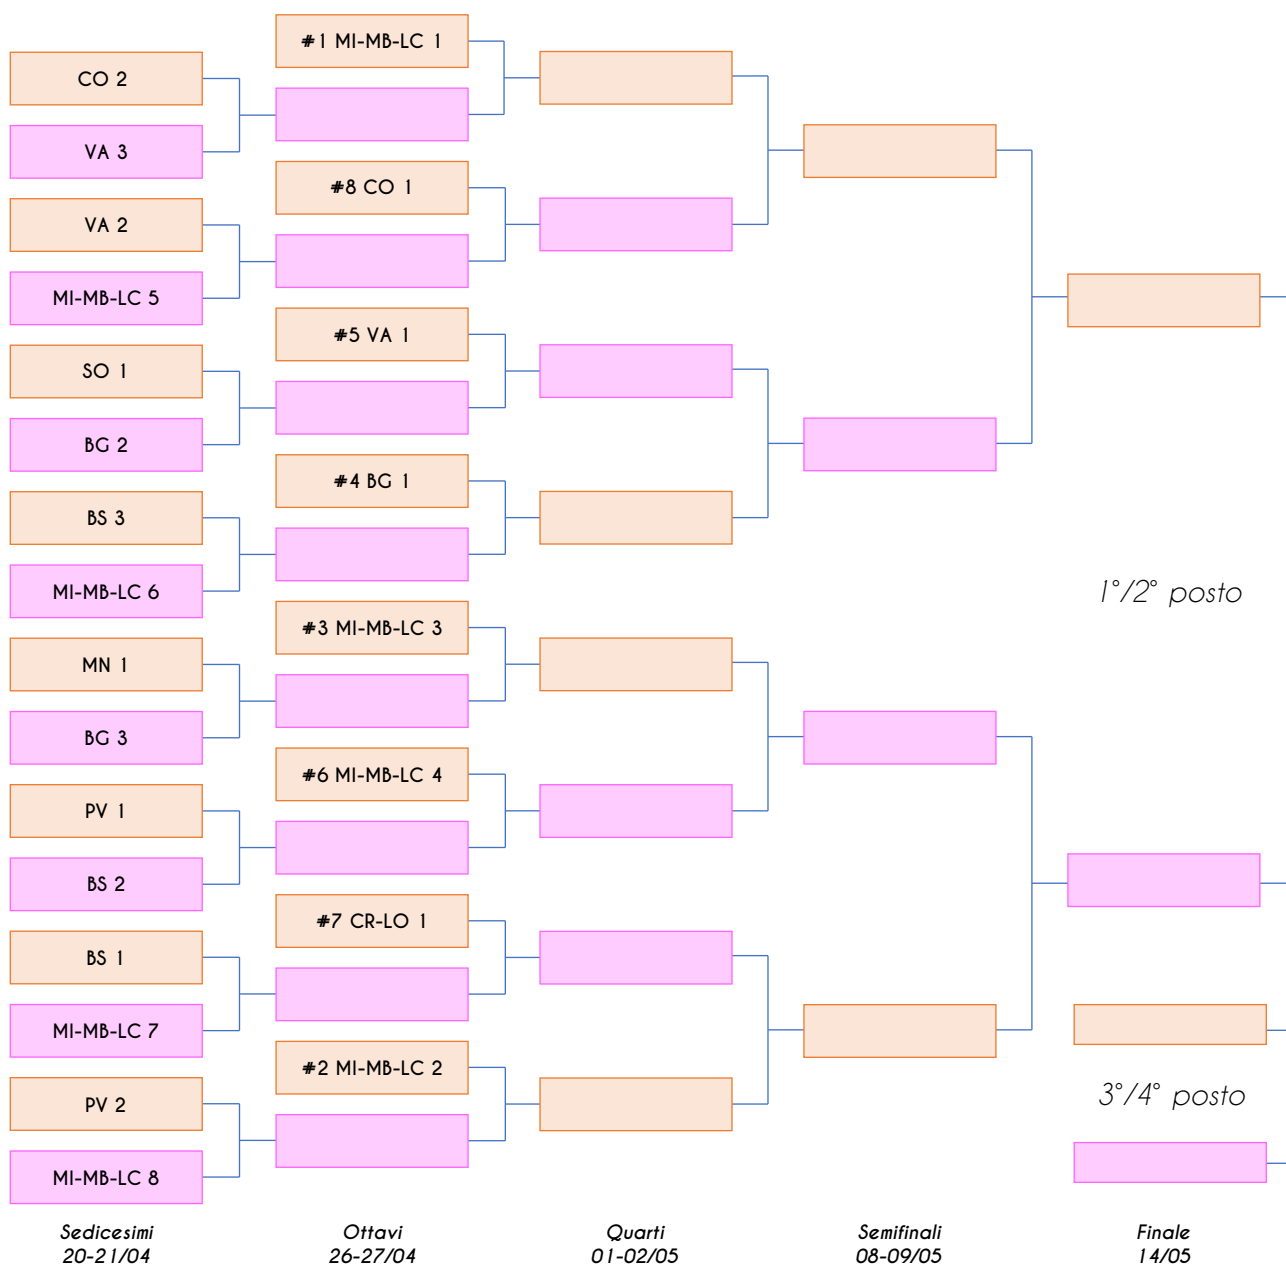 #1 MI-MB-LC 1
CO 2
VA 3
#8 CO 1
VA 2
MI-MB-LC 5
#5 VA 1
SO 1
BG 2
#4 BG 1
BS 3
MI-MB-LC 6
1°/2° posto
#3 MI-MB-LC 3
MN 1
BG 3
#6 MI-MB-LC 4
PV 1
BS 2
#7 CR-LO 1
BS 1
MI-MB-LC 7
#2 MI-MB-LC 2
PV 2
3°/4° posto
MI-MB-LC 8
Sedicesimi
20-21/04
Ottavi
26-27/04
Quarti
01-02/05
Semifinali
08-09/05
Finale
14/05